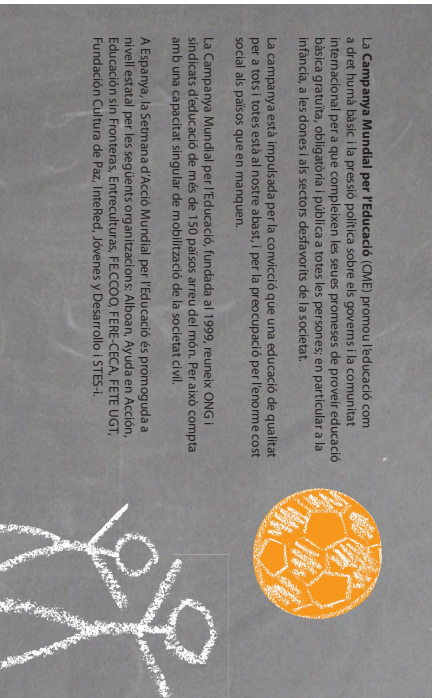 La Campanya Mundial per l'Educació (CME) promou l'educació com
a dret humà bàsic i la pressió política sobre els governs i la comunitat
internacional per a que compleixen les seues promeses de proveir educació
bàsica gratuïta, obligatòria i pública a totes les persones; en particular a la
infància, a les dones i als sectors desfavorits de la societat.
La campanya està impulsada per la convicció que una educació de qualitat
per a tots i totes està al nostre abast, i per la preocupació per l'enorme cost
social als països que en manquen.
La Campanya Mundial per l'Educació, fundada al 1999, reuneix ONG i
sindicats d'educació de més de 150 països arreu del món. Per això compta
amb una capacitat singular de mobilització de la societat civil.
A Espanya, la Setmana d'Acció Mundial per l'Educació és promoguda a
nivell estatal per les següents organitzacions: Alboan, Ayuda en Acción,
Educación sin Fronteras, Entreculturas, FE.CCOO, FERE-CECA, FETE UGT,
Fundación Cultura de Paz, InteRed, Jóvenes y Desarrollo i STES-i.